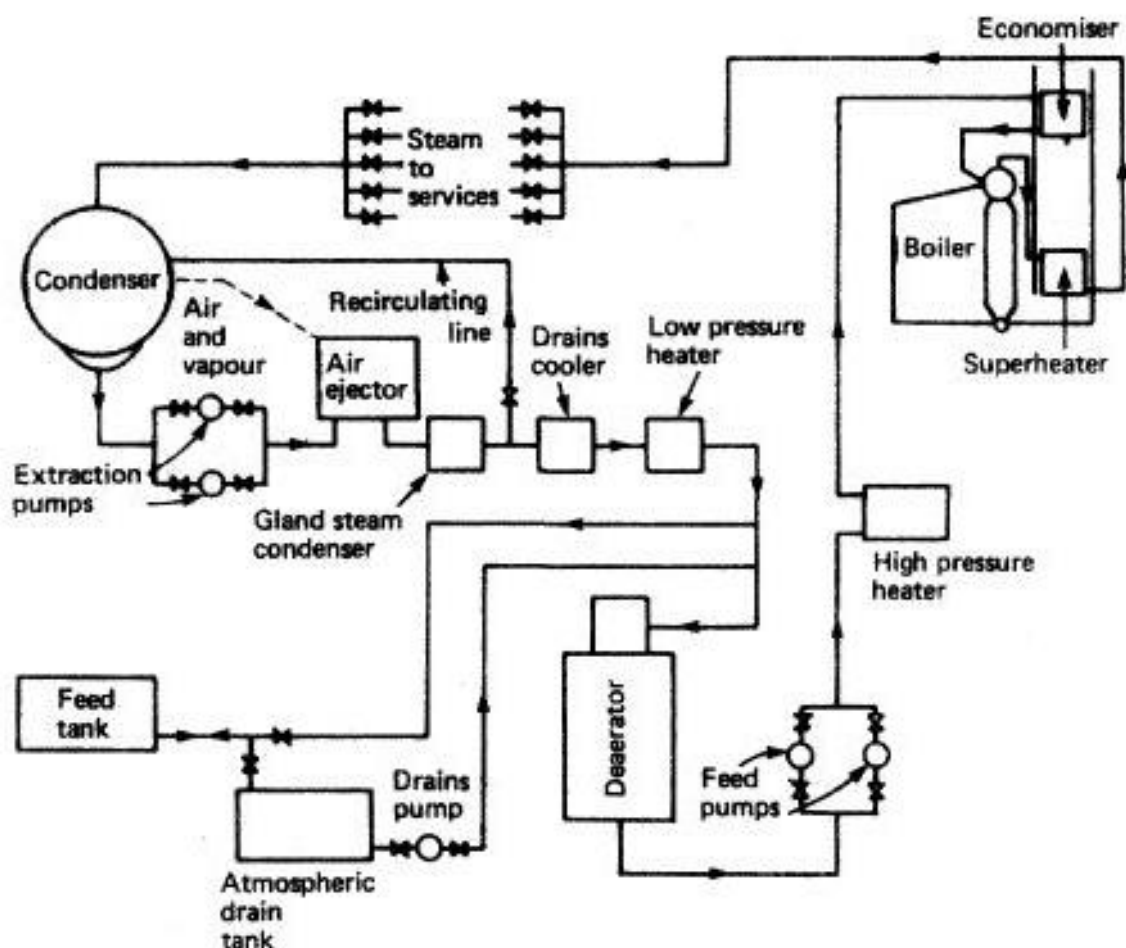 Economiser
Steam
to
services
Boiler
Condenser
Air
and
vapour
Recirculating
line
Superheater
Low pressure
heater
Drains
cooler
Air
ejector
Extraction
pumps
Gland steam
condenser
High pressure
heater
Feed
tank
Deaerator
Drains
pump
Feed
pumps
Atmospheric
drain
tank